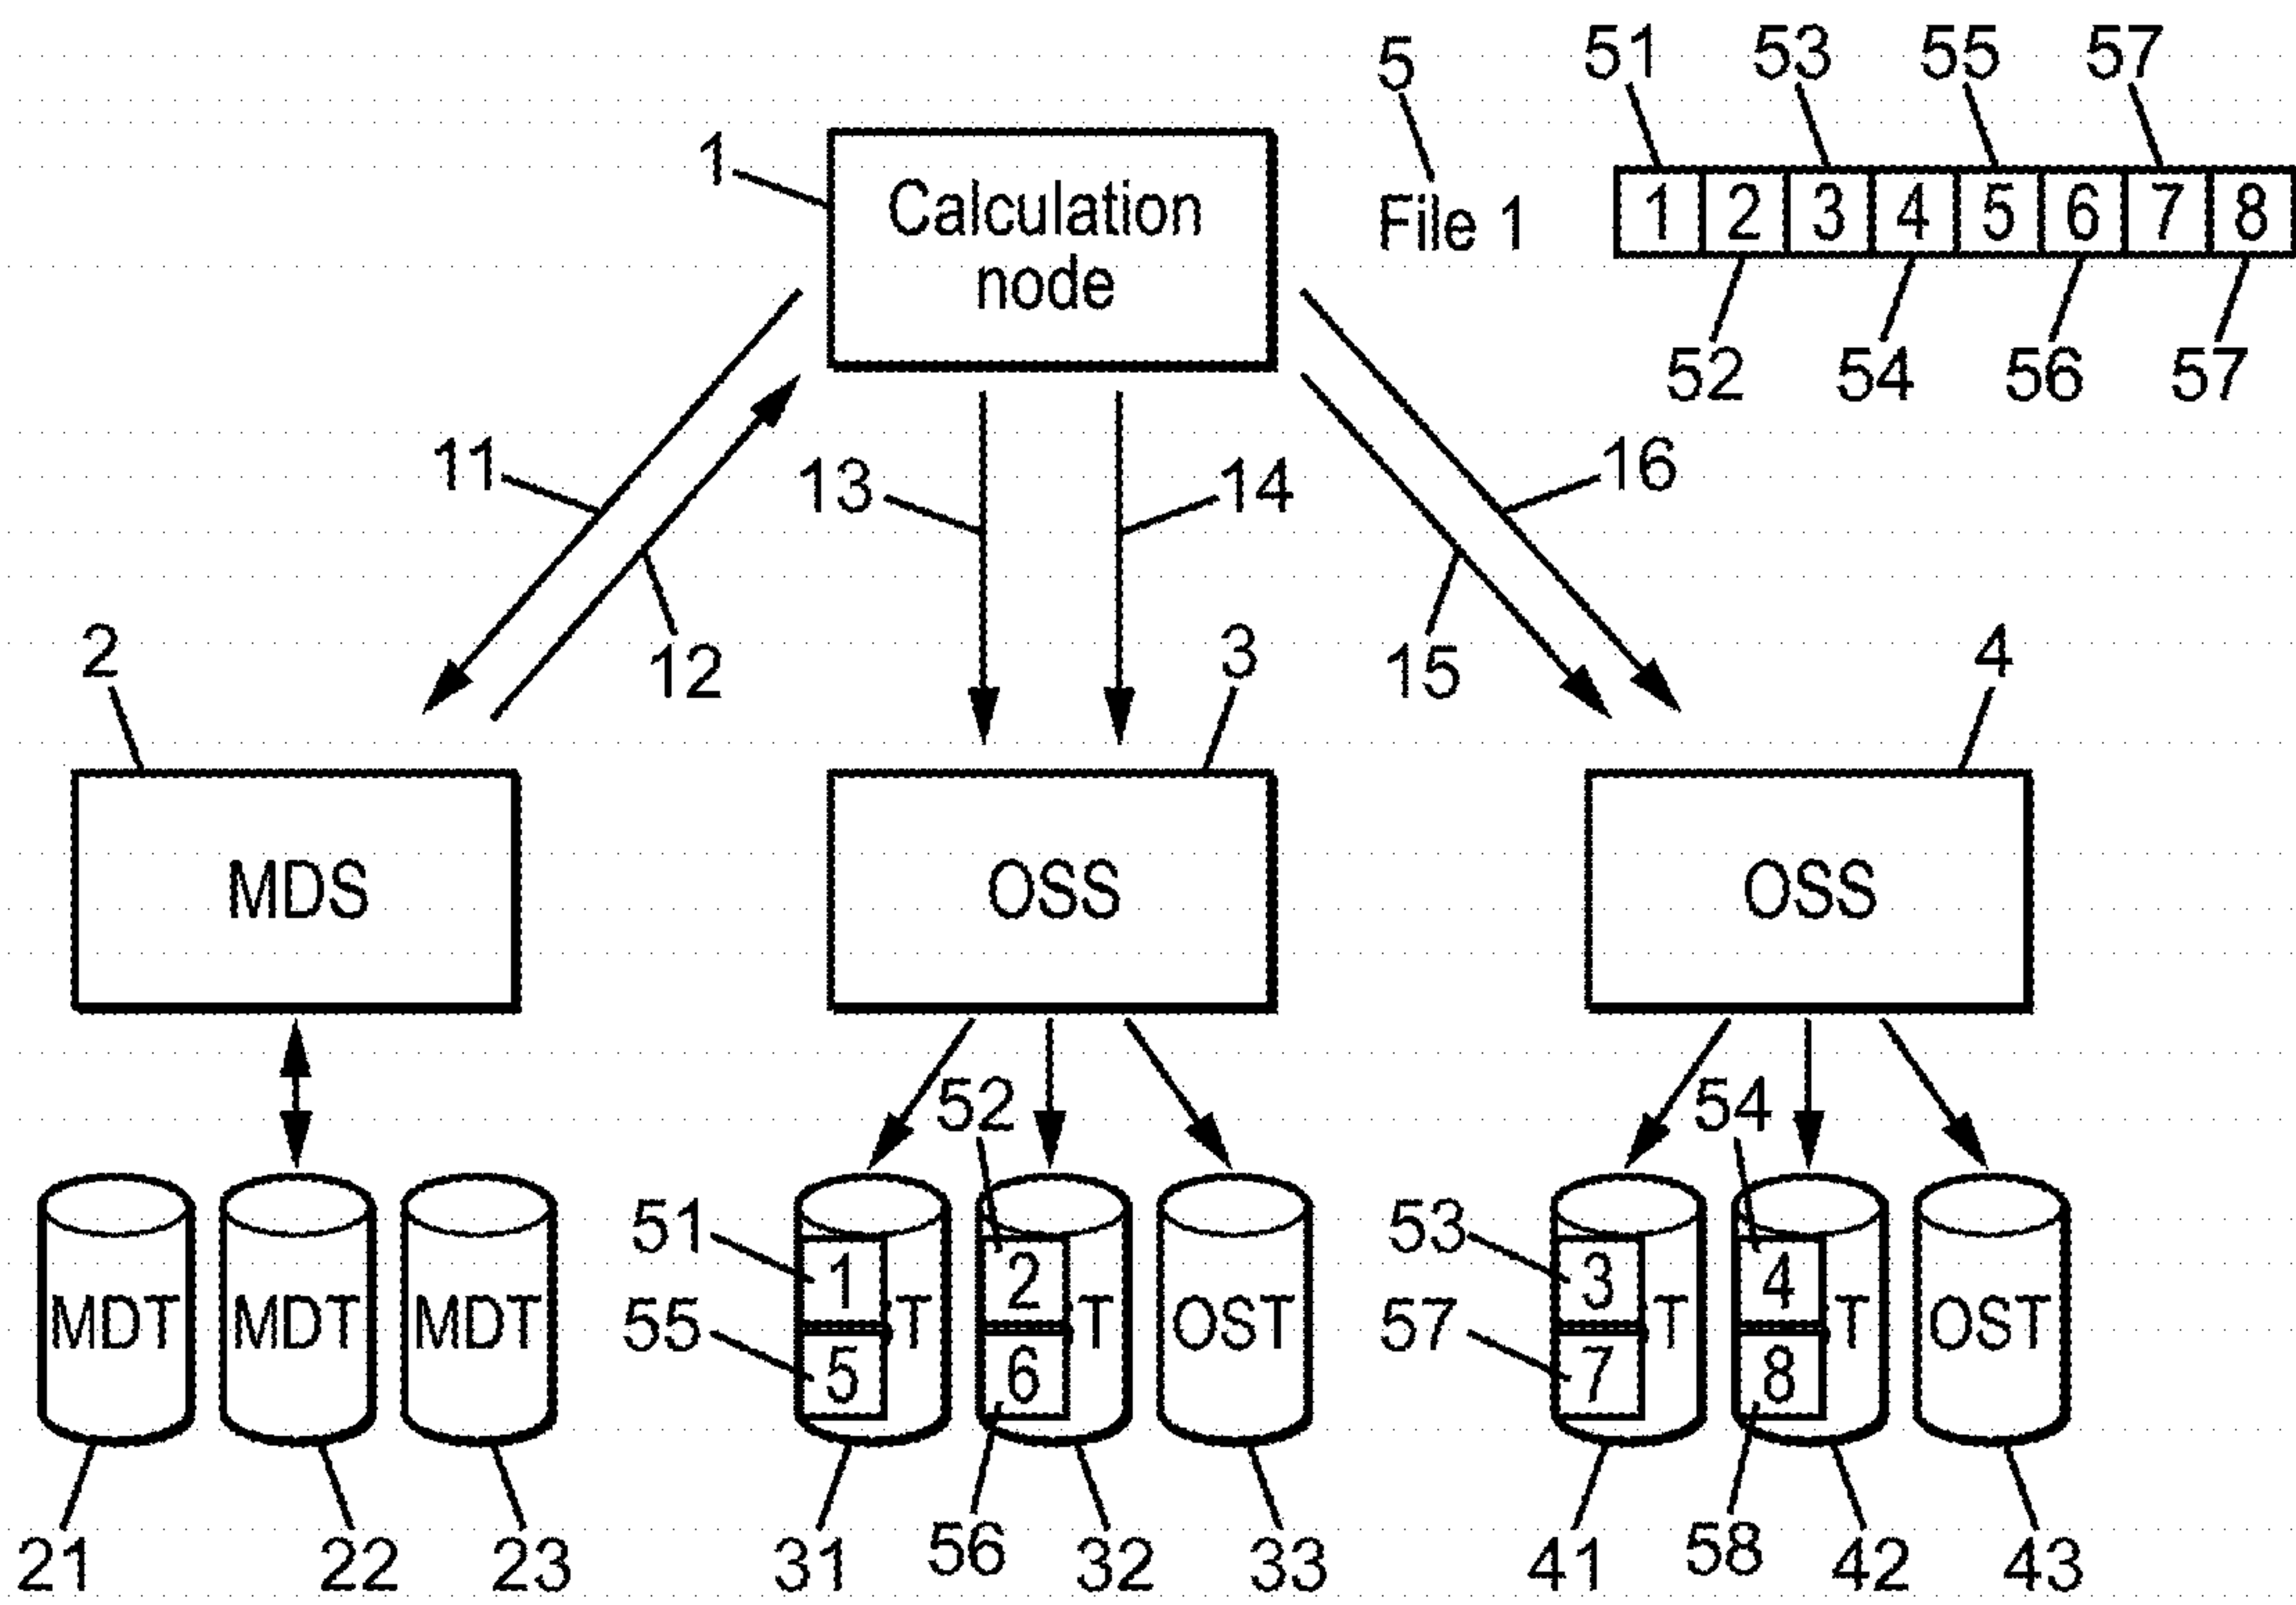 51 53 55 57
5
1
Calculation
node
File 1
1 2 3 4 5 6 7 8
52 54 56 57
11
13
14
16
12
15
2
3
4
MDS
OSS
OSS
52
54
51
53
1
2
3
4
MDT
MDT
MDT
T
T
OST
T
T
OST
55
57
5
6
7
8
21
22
23
31
56
32
33
41
58
42
43